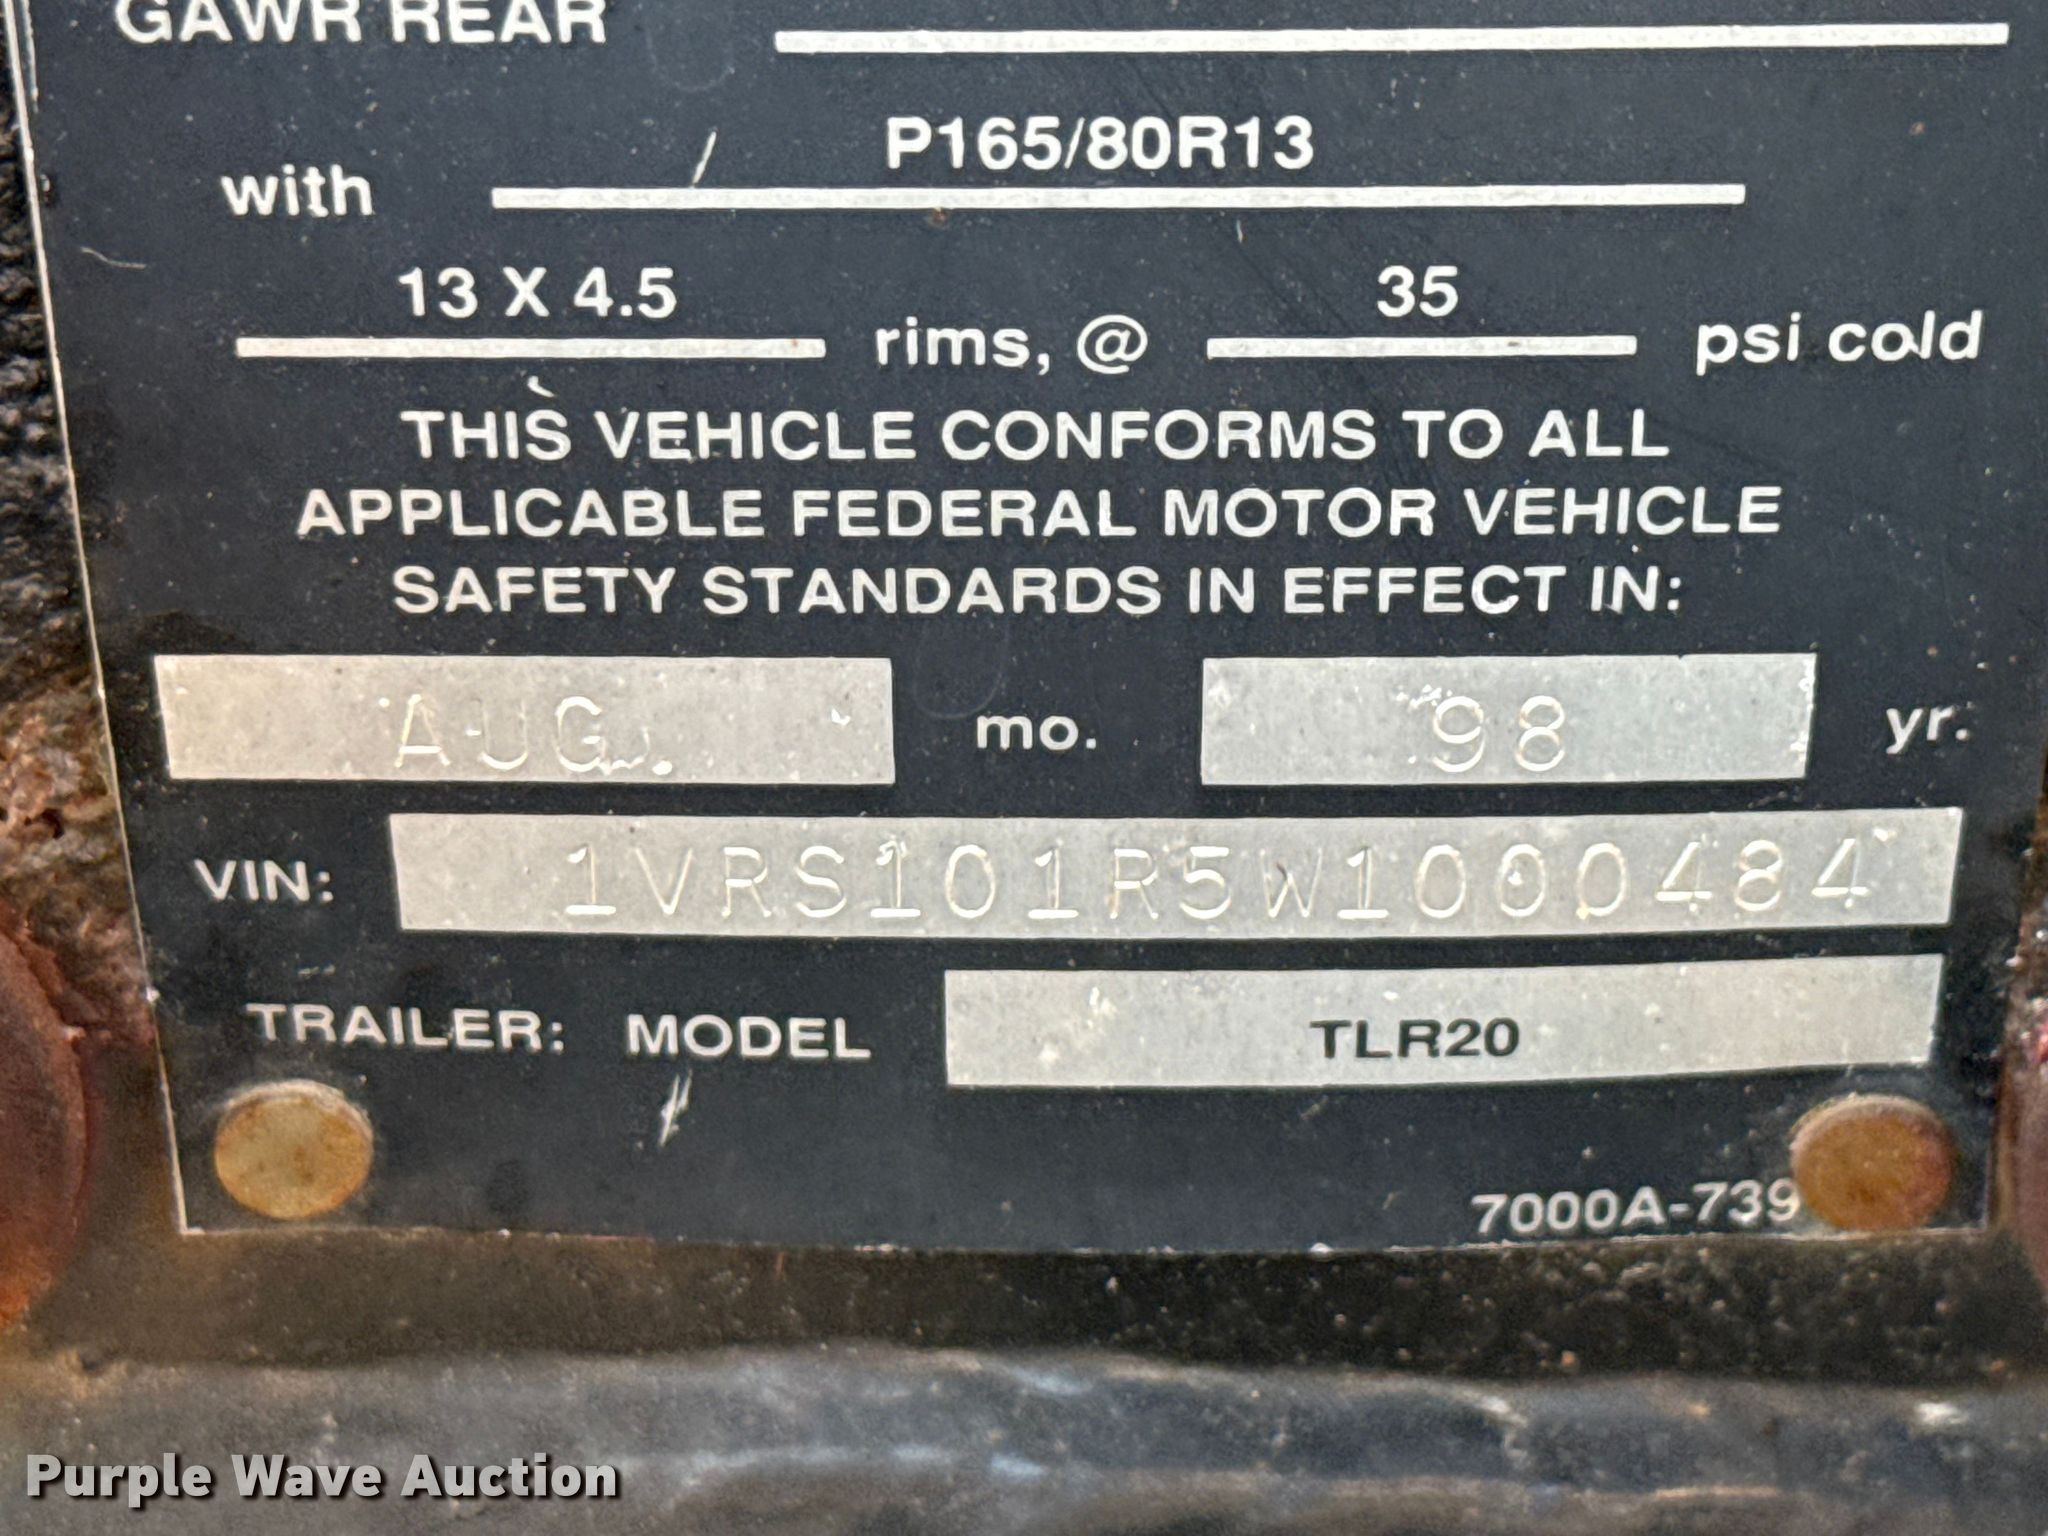 GAWR REAR
P165/80R13
with
13 X 4.5 rims, @ 35 psi cold
THIS VEHICLE CONFORMS TO ALL
APPLICABLE FEDERAL MOTOR VEHICLE
SAFETY STANDARDS IN EFFECT IN:
AUG. mo. 98 yr.
VIN: 1VRS101R5W1000484
TRAILER: MODEL TLR20
7000A-739
Purple Wave Auction